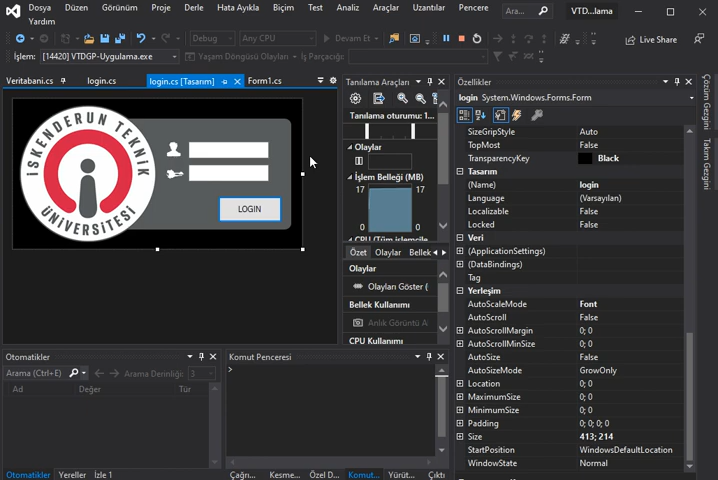 Dosya Düzen Görünüm Proje Derle Hata Ayıkla Biçim Test Analiz Araçlar Uzantılar Pencere Ara... VTD...lama
Yardım
Debug Any CPU Devam Et Live Share
İşlem: [14420] VTDGP-Uygulama.exe Yaşam Döngüsü Olayları İş Parçacığı:
Veritabani.cs login.cs login.cs [Tasarım] Form1.cs
İSKENDERUN TEKNİK
ÜNİVERSİTESİ
LOGIN
Tanılama Araçları
Tanılama oturumu: 1...
Olaylar
İşlem Belleği (MB)
17 17
0 0
CPU (Tüm işlemcile
Özet Olaylar Bellek
Olaylar
Olayları Göster (
Bellek Kullanımı
Anlık Görüntü Al
CPU Kullanımı
Özellikler
login System.Windows.Forms.Form
SizeGripStyle Auto
TopMost False
TransparencyKey Black
Tasarım
(Name) login
Language (Varsayılan)
Localizable False
Locked False
Veri
(ApplicationSettings)
(DataBindings)
Tag
Yerleşim
AutoScaleMode Font
AutoScroll False
AutoScrollMargin 0; 0
AutoScrollMinSize 0; 0
AutoSize False
AutoSizeMode GrowOnly
Location 0; 0
MaximumSize 0; 0
MinimumSize 0; 0
Padding 0; 0; 0; 0
Size 413; 214
StartPosition WindowsDefaultLocation
WindowState Normal
Çözüm Gezgini Takım Gezgini
Otomatikler
Arama (Ctrl+E) Arama Derinliği: 3
Ad Değer Tür
Otomatikler Yereller İzle 1
Komut Penceresi
>
Çağrı... Kesme... Özel D... Komut... Yürüt... Çıktı